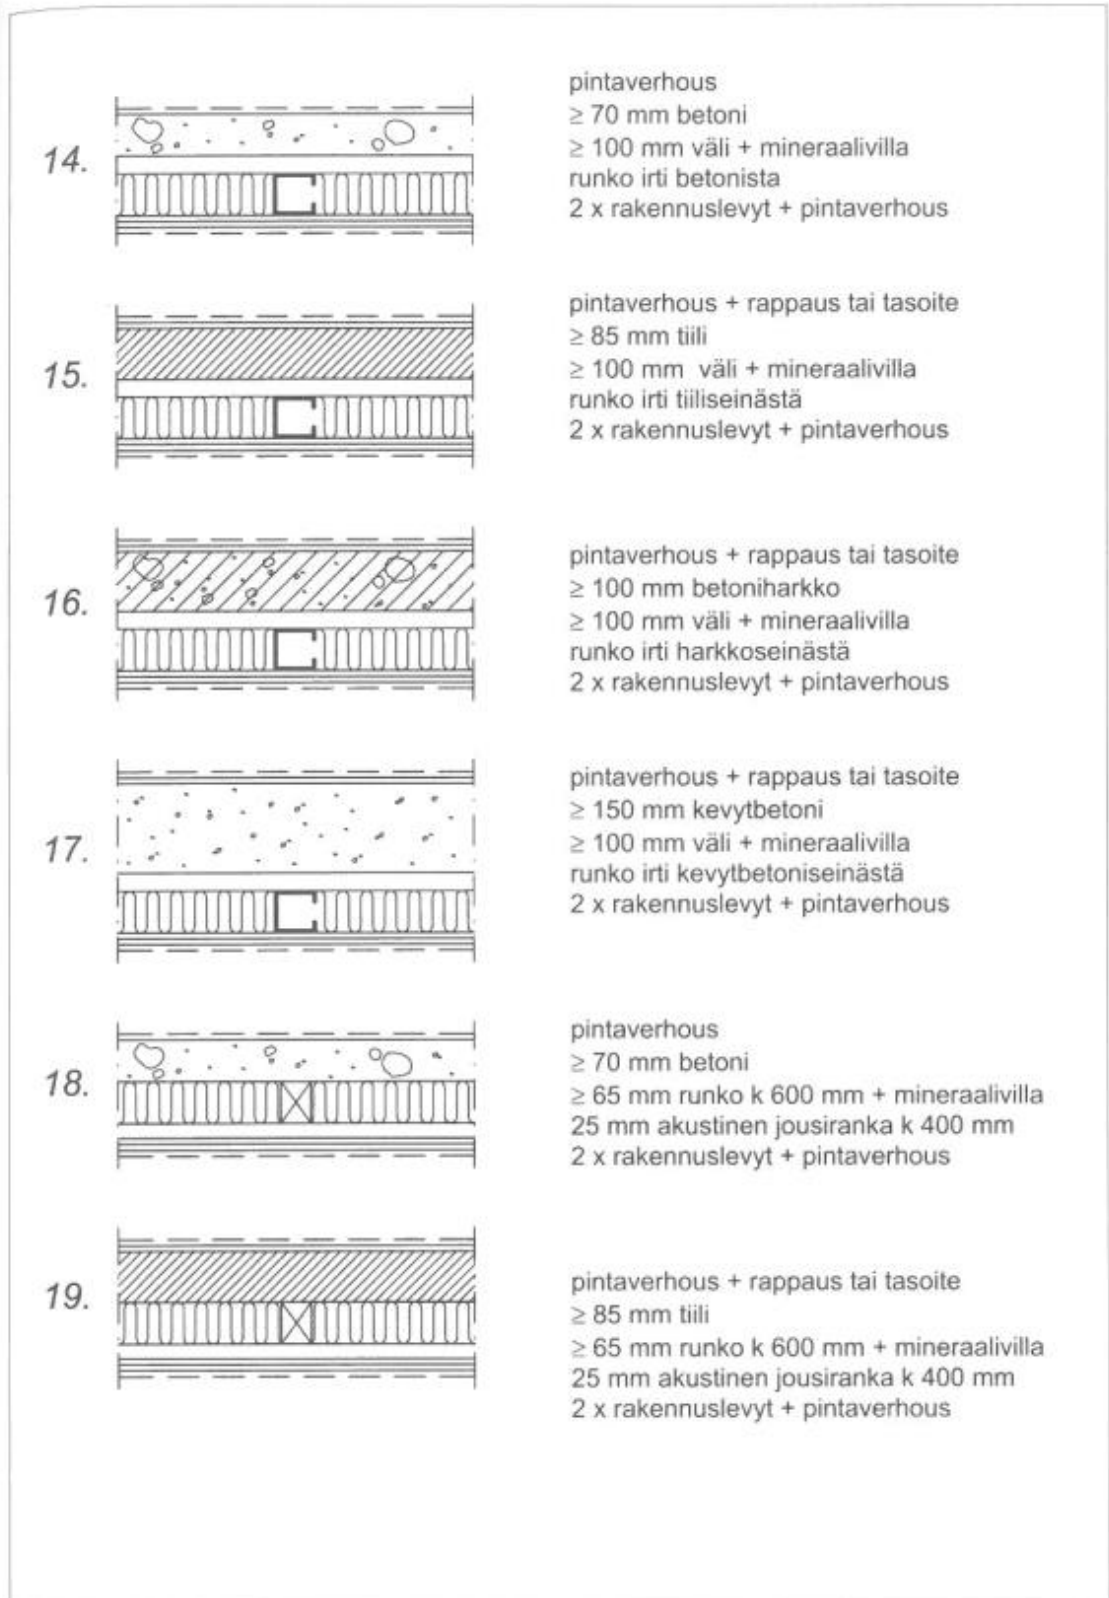 14.
pintaverhous
≥ 70 mm betoni
≥ 100 mm väli + mineraalivilla
runko irti betonista
2 x rakennuslevyt + pintaverhous
15.
pintaverhous + rappaus tai tasoite
≥ 85 mm tiili
≥ 100 mm väli + mineraalivilla
runko irti tiiliseinästä
2 x rakennuslevyt + pintaverhous
16.
pintaverhous + rappaus tai tasoite
≥ 100 mm betoniharkko
≥ 100 mm väli + mineraalivilla
runko irti harkkoseinästä
2 x rakennuslevyt + pintaverhous
17.
pintaverhous + rappaus tai tasoite
≥ 150 mm kevytbetoni
≥ 100 mm väli + mineraalivilla
runko irti kevytbetoniseinästä
2 x rakennuslevyt + pintaverhous
18.
pintaverhous
≥ 70 mm betoni
≥ 65 mm runko k 600 mm + mineraalivilla
25 mm akustinen jousiranka k 400 mm
2 x rakennuslevyt + pintaverhous
19.
pintaverhous + rappaus tai tasoite
≥ 85 mm tiili
≥ 65 mm runko k 600 mm + mineraalivilla
25 mm akustinen jousiranka k 400 mm
2 x rakennuslevyt + pintaverhous